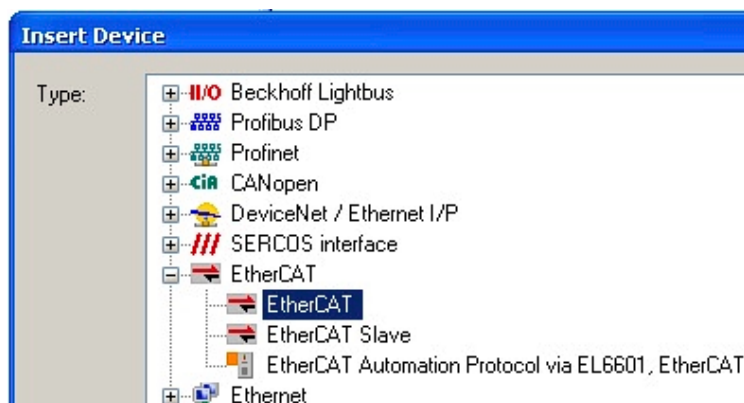 Insert Device
Type:
II/O Beckhoff Lightbus
Profibus DP
Profinet
CiA CANopen
DeviceNet / Ethernet I/P
SERCOS interface
EtherCAT
EtherCAT
EtherCAT Slave
EtherCAT Automation Protocol via EL6601, EtherCAT
Ethernet